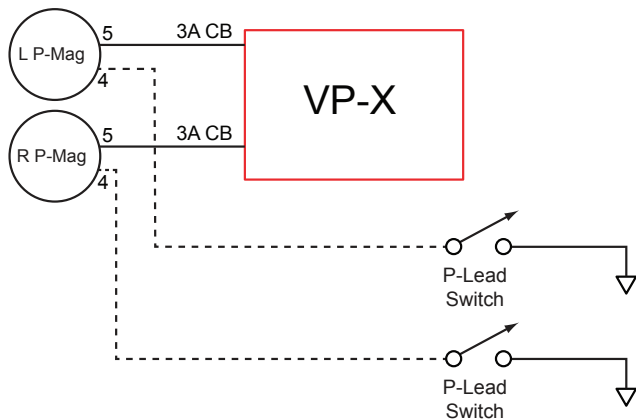 5 3A CB
L P-Mag
4
VP-X
5 3A CB
R P-Mag
4
P-Lead
Switch
P-Lead
Switch